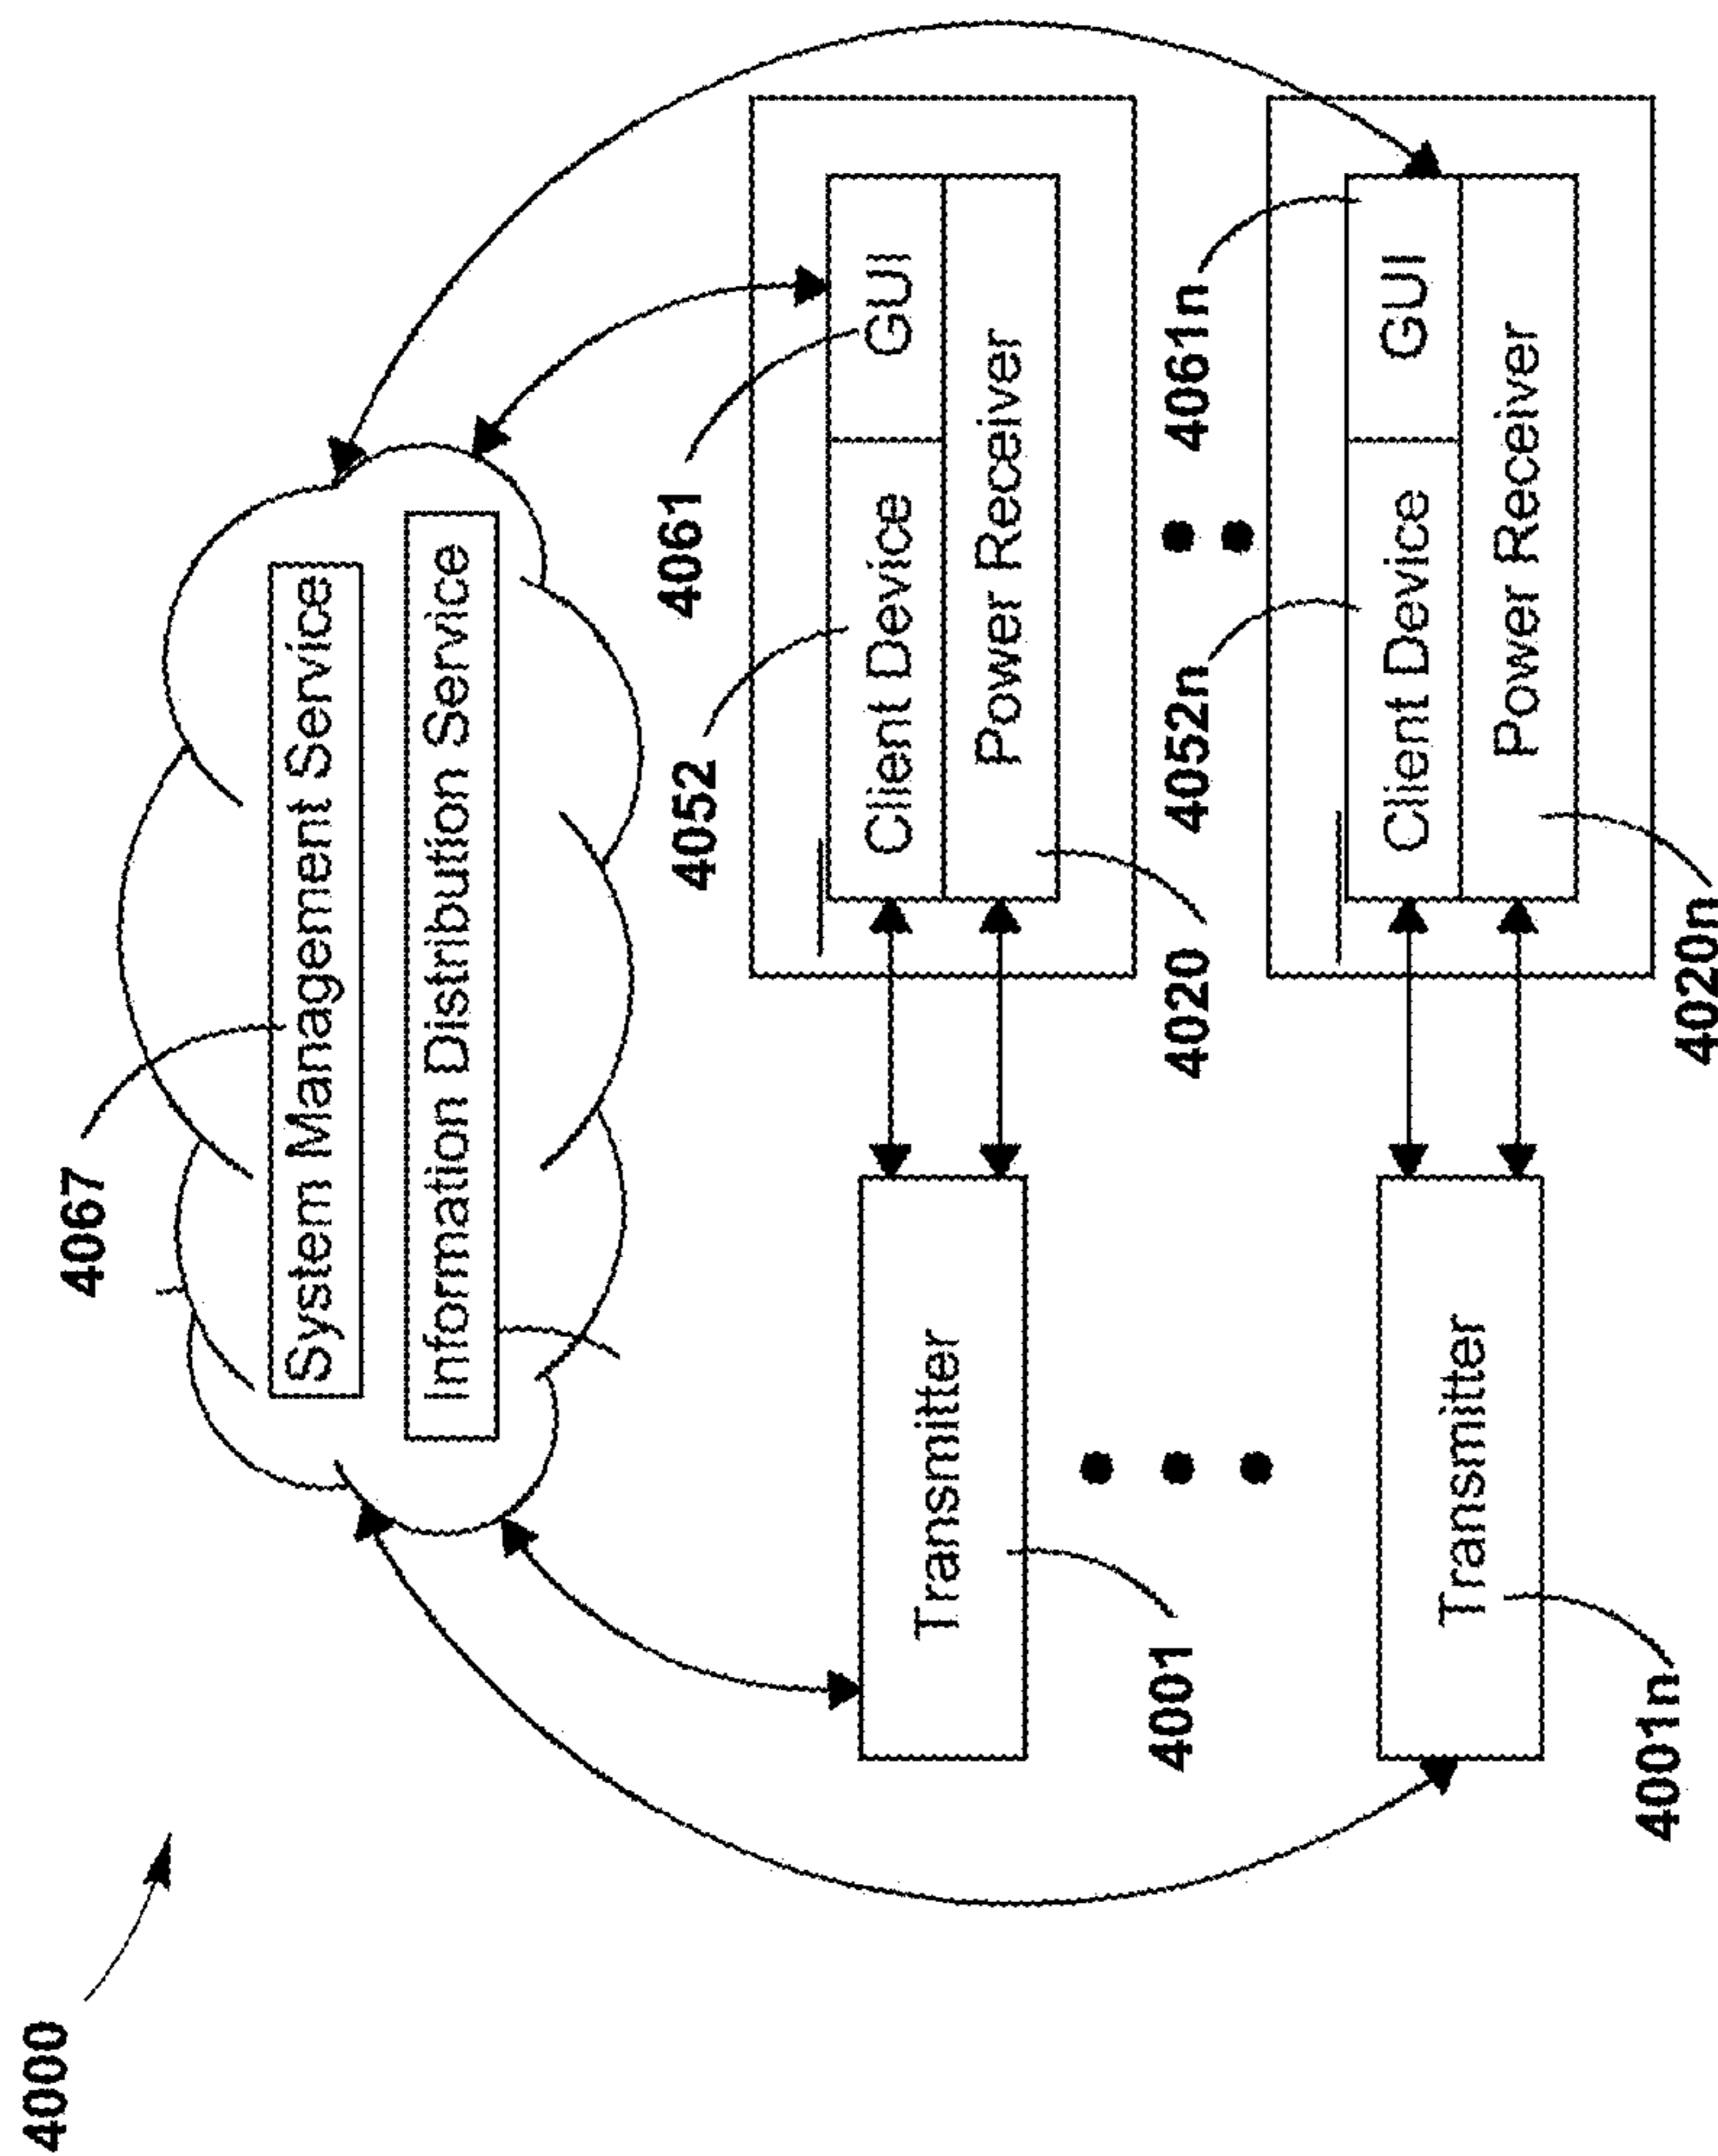 4000
4067
System Management Service
Information Distribution Service
4061
4052
Client Device
GUI
Power Receiver
Transmitter
4001
4020
4061n
4052n
Client Device
GUI
Power Receiver
Transmitter
4001n
4020n